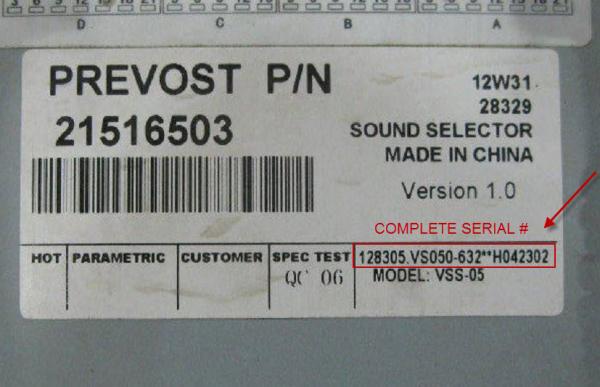 D C B A
PREVOST P/N
21516503
12W31
28329
SOUND SELECTOR
MADE IN CHINA
Version 1.0
COMPLETE SERIAL #
HOT PARAMETRIC CUSTOMER SPEC TEST
QC 06
128305.VS050-632**H042302
MODEL: VSS-05